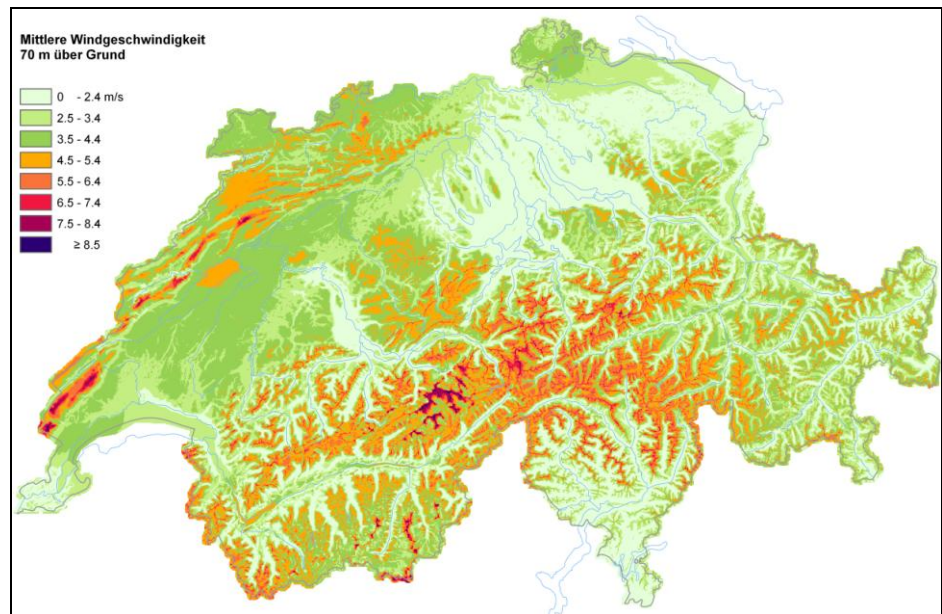 Mittlere Windgeschwindigkeit
70 m über Grund
0 - 2.4 m/s
2.5 - 3.4
3.5 - 4.4
4.5 - 5.4
5.5 - 6.4
6.5 - 7.4
7.5 - 8.4
≥ 8.5